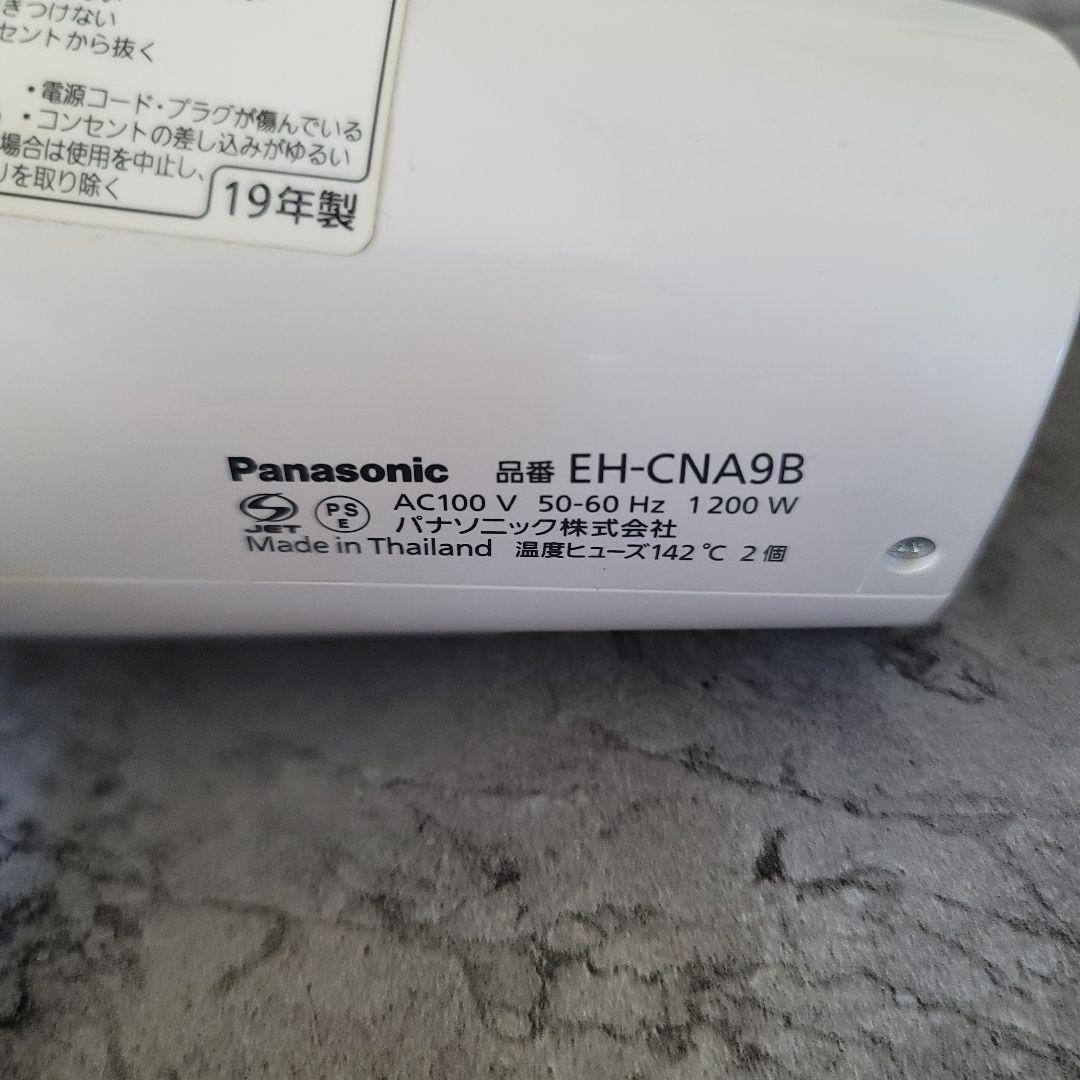 きつけない
セントから抜く
・電源コード・プラグが傷んでいる
・コンセントの差し込みがゆるい
場合は使用を中止し、
を取り除く
19年製
Panasonic 品番 EH-CNA9B
JET PSE AC100 V 50-60 Hz 1200 W
パナソニック株式会社
Made in Thailand 温度ヒューズ142℃ 2個